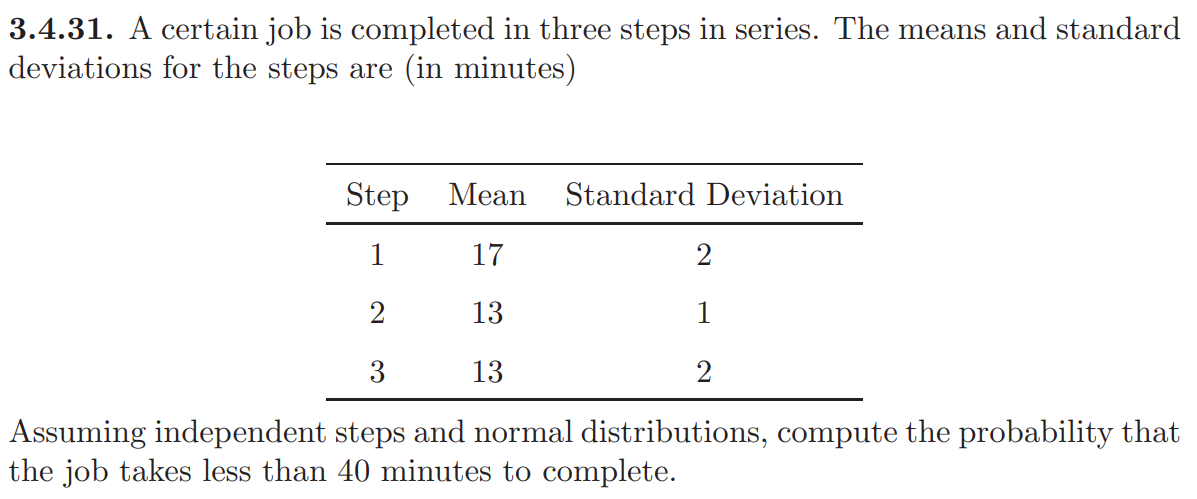 3.4.31. A certain job is completed in three steps in series. The means and standard
deviations for the steps are (in minutes)
Step Mean Standard Deviation
1 17 2
2 13 1
3 13 2
Assuming independent steps and normal distributions, compute the probability that
the job takes less than 40 minutes to complete.